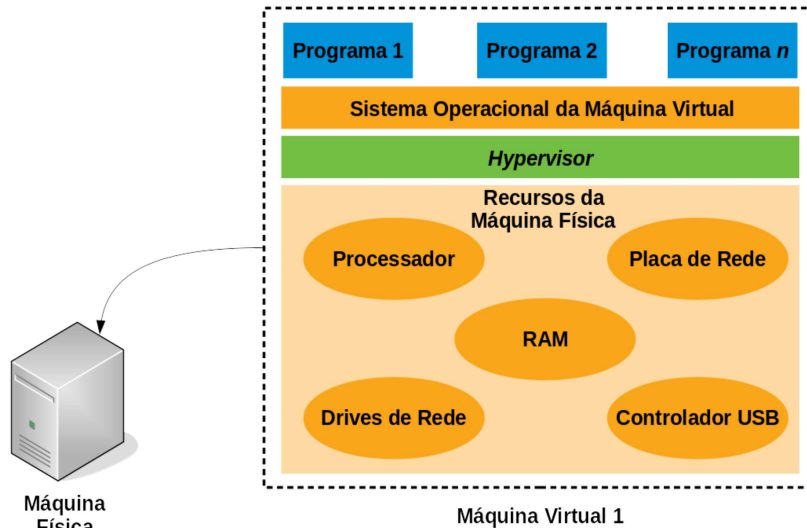 Programa 1
Programa 2
Programa n
Sistema Operacional da Máquina Virtual
Hypervisor
Recursos da
Máquina Física
Processador
Placa de Rede
RAM
Drives de Rede
Controlador USB
Máquina
Física
Máquina Virtual 1